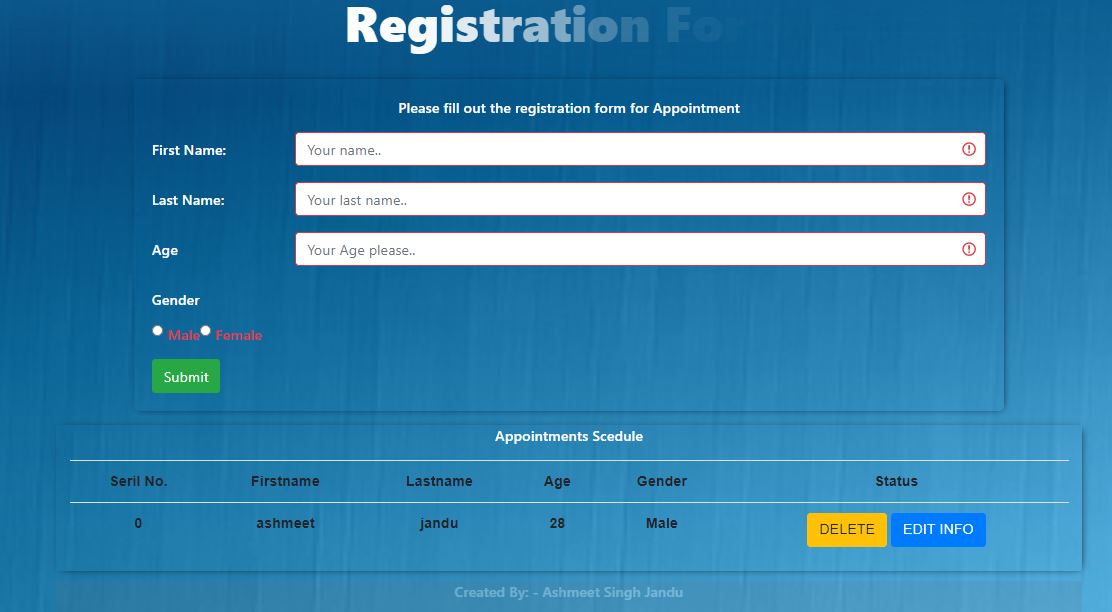 Registration For
Please fill out the registration form for Appointment
First Name: Your name..
Last Name: Your last name..
Age Your Age please..
Gender
Male Female
Submit
Appointments Scedule
Seril No. Firstname Lastname Age Gender Status
0 ashmeet jandu 28 Male DELETE EDIT INFO
Created By: - Ashmeet Singh Jandu